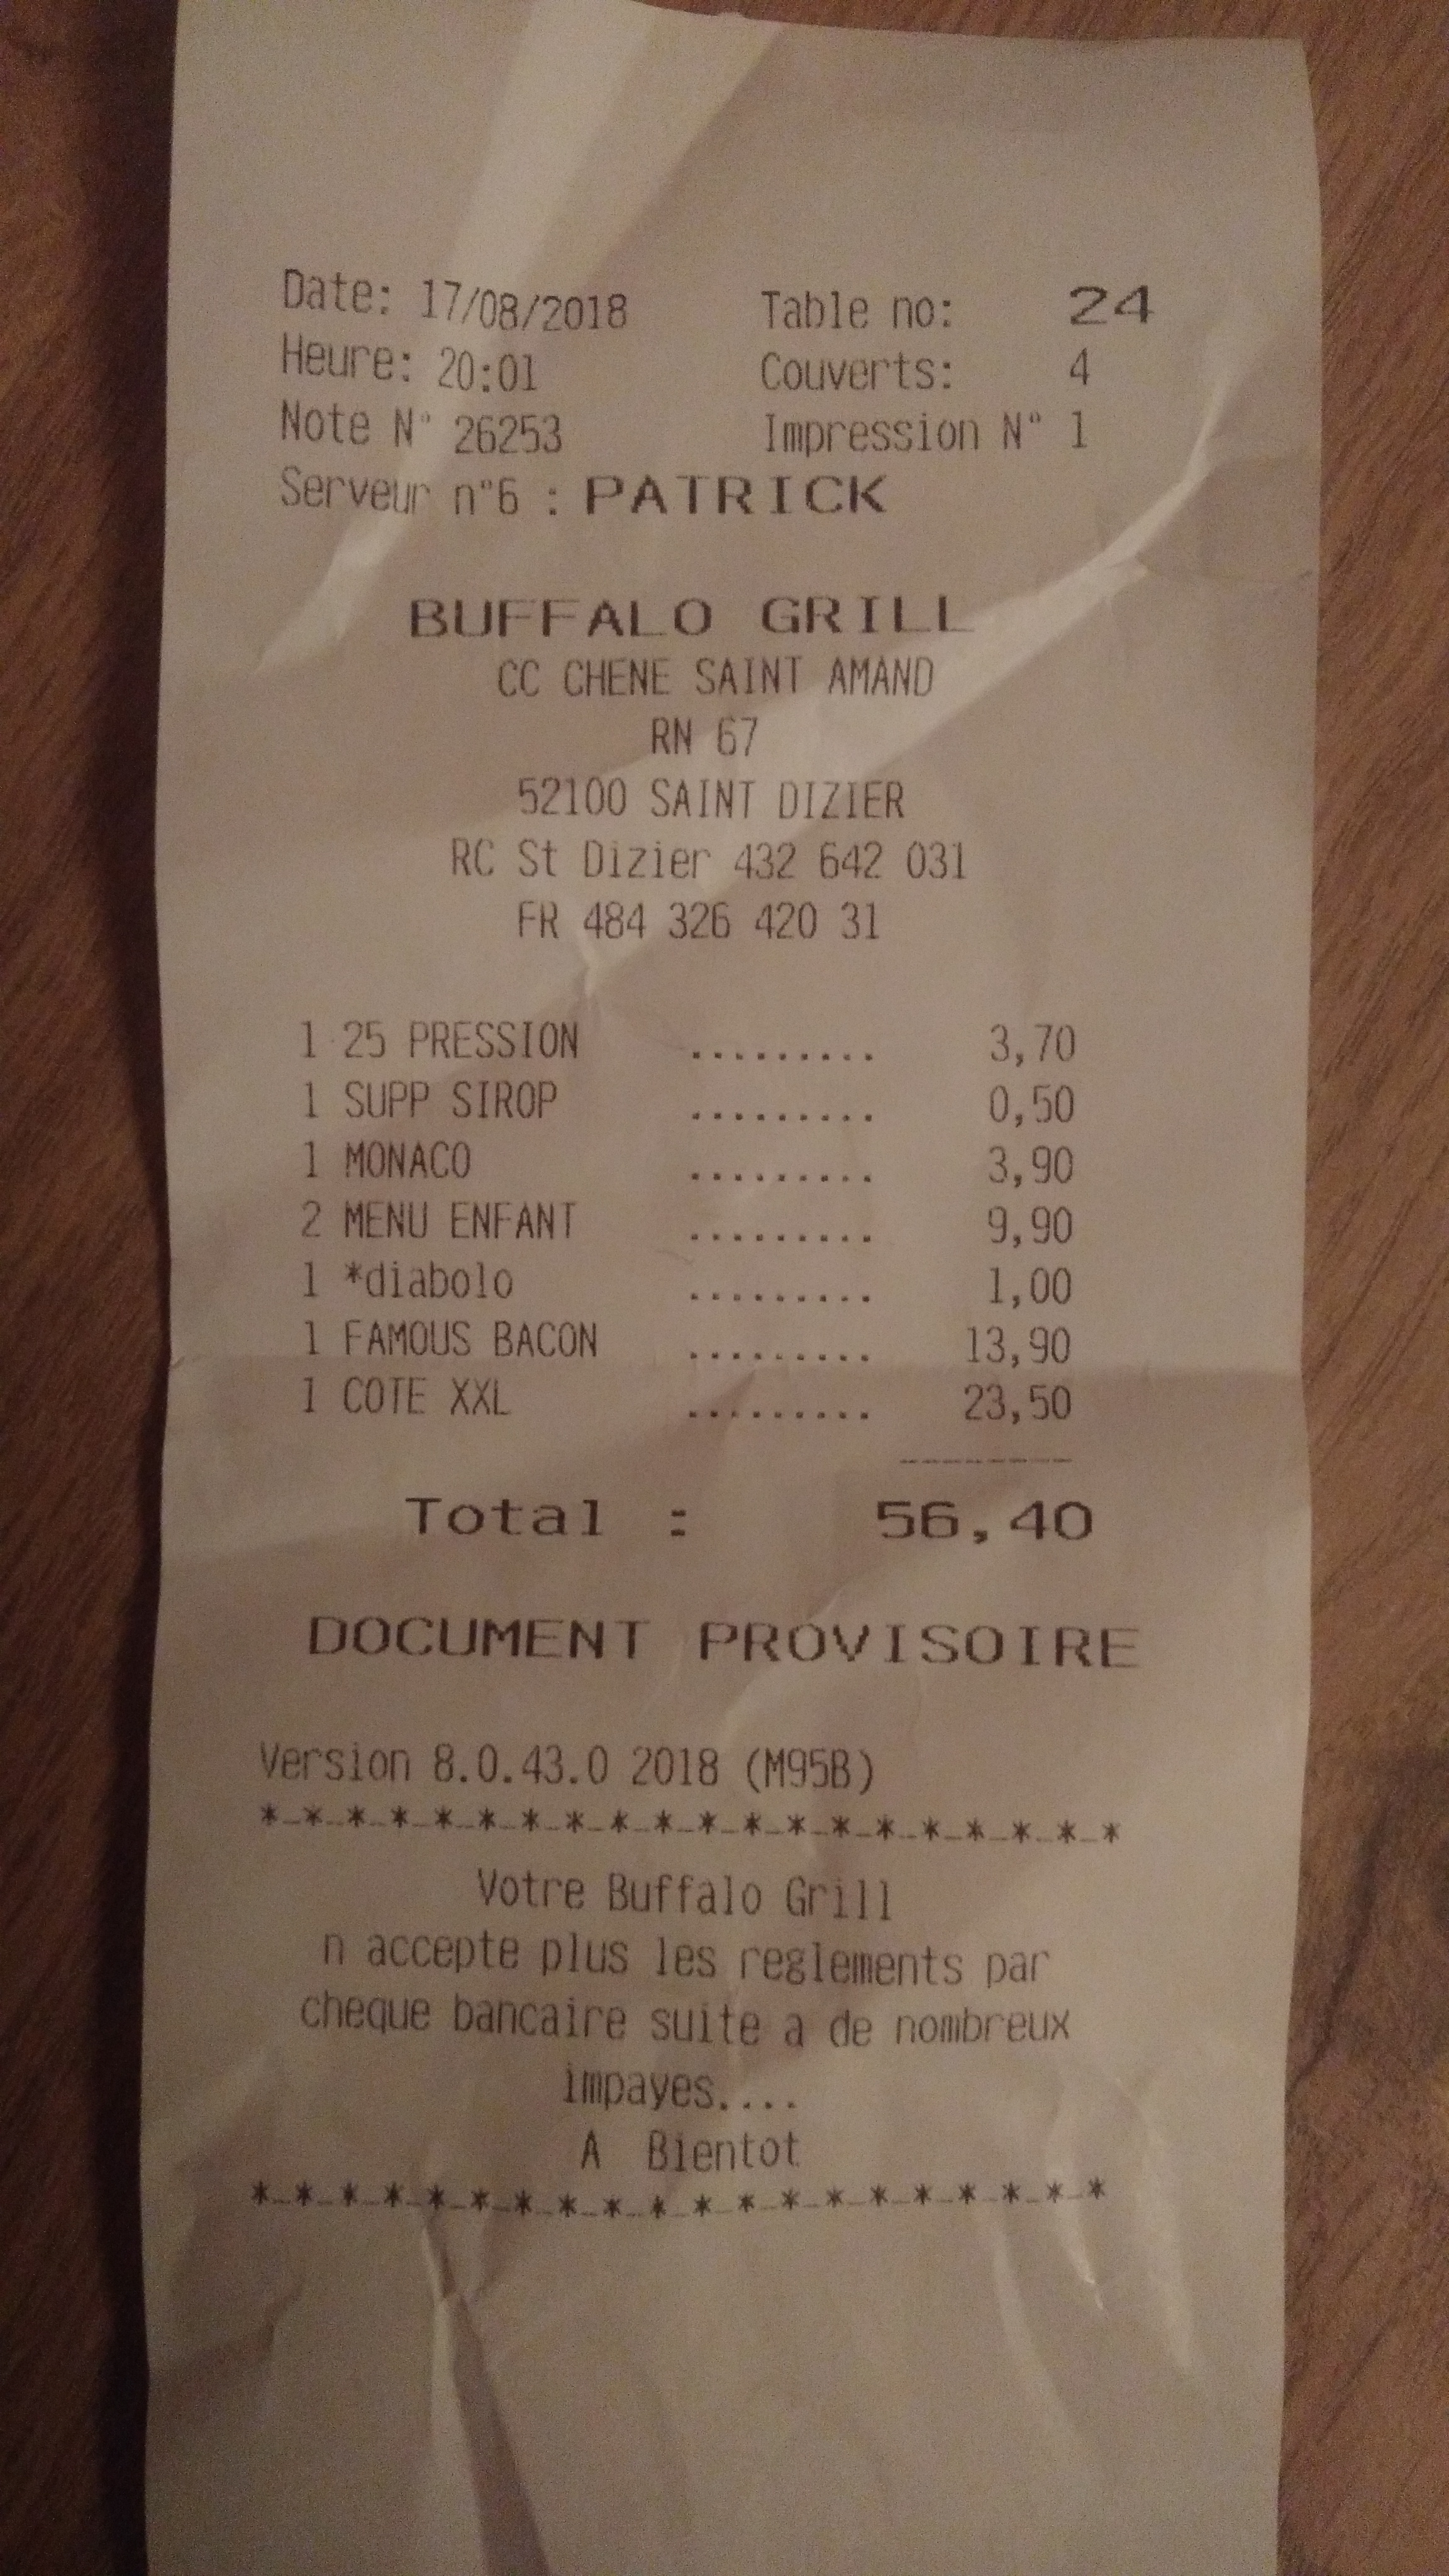 Date: 17/08/2018 Table no: 24
Heure: 20:01 Couverts: 4
Note N° 26253 Impression N° 1
Serveur n°6 : PATRICK
BUFFALO GRILL
CC CHENE SAINT AMAND
RN 67
52100 SAINT DIZIER
RC St Dizier 432 642 031
FR 484 326 420 31
1 25 PRESSION ......... 3,70
1 SUPP SIROP ......... 0,50
1 MONACO ......... 3,90
2 MENU ENFANT ......... 9,90
1 *diabolo ......... 1,00
1 FAMOUS BACON ......... 13,90
1 COTE XXL ......... 23,50
--------
Total : 56,40
DOCUMENT PROVISOIRE
Version 8.0.43.0 2018 (M95B)
*_*_*_*_*_*_*_*_*_*_*_*_*_*_*_*_*_*_*_*
Votre Buffalo Grill
n accepte plus les reglements par
cheque bancaire suite a de nombreux
impayes....
A Bientot
*_*_*_*_*_*_*_*_*_*_*_*_*_*_*_*_*_*_*_*